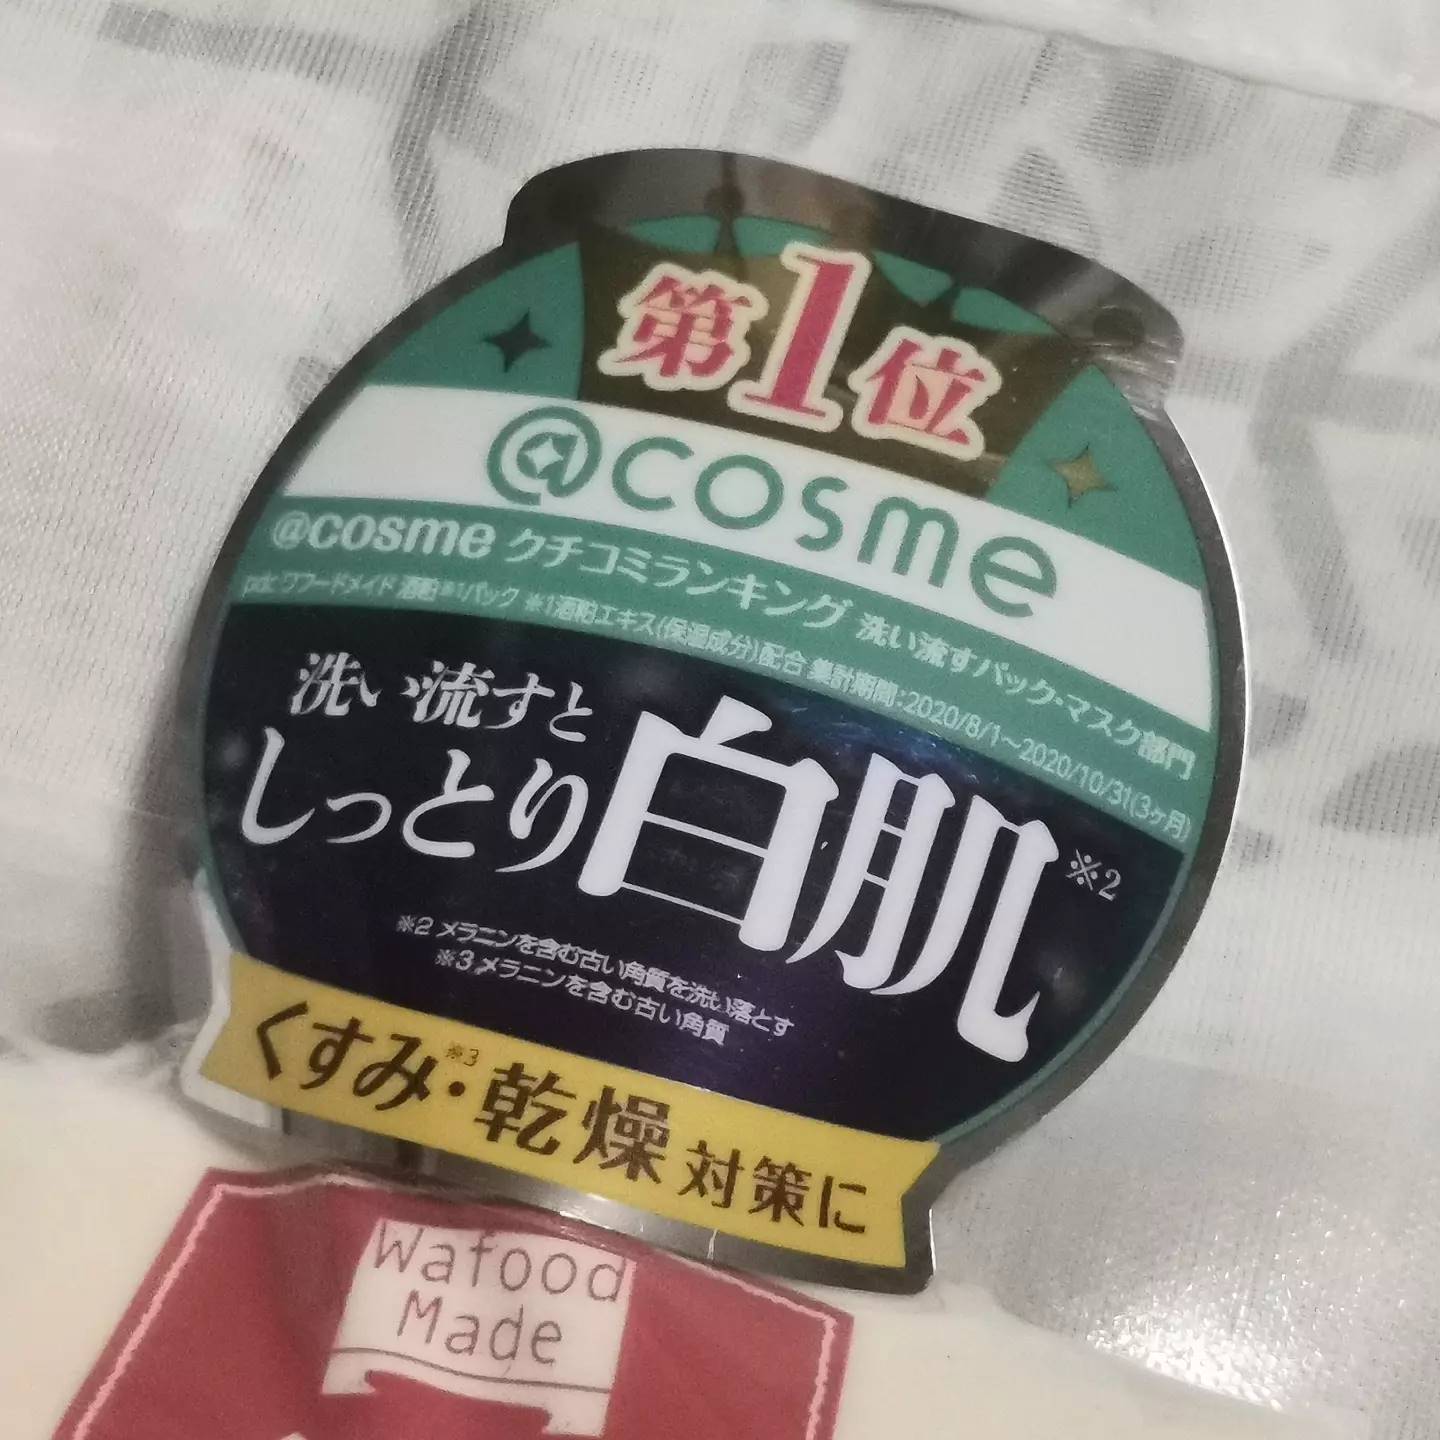 第1位
@cosme
@cosme クチコミランキング 洗い流すパック・マスク部門
pdc ワフードメイド 酒粕※1パック ※1酒粕エキス(保湿成分)配合 集計期間:2020/8/1~2020/10/31(3ヶ月)
洗い流すと
しっとり白肌※2
※2 メラニンを含む古い角質を洗い落とす
※3 メラニンを含む古い角質
くすみ※3・乾燥対策に
Wafood
Made